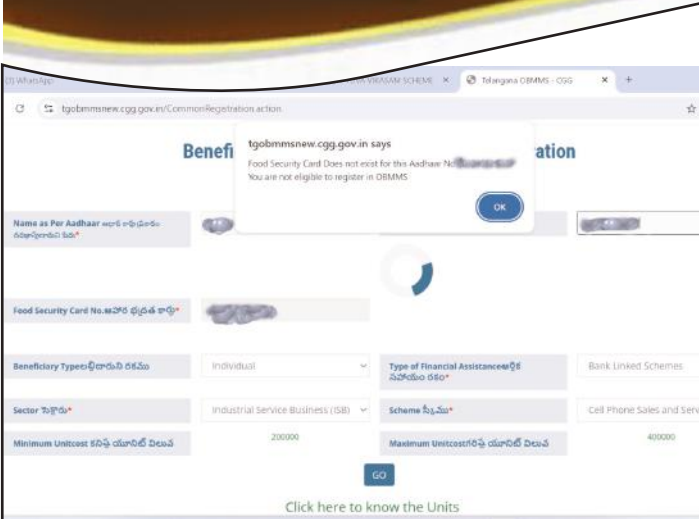 WhatsApp
VIKASAM SCHEME × Telangana OBMMS - CGG × +
tgobmmsnew.cgg.gov.in/CommonRegistration.action
Benefi
ation
tgobmmsnew.cgg.gov.in says
Food Security Card Does not exist for this Aadhaar No
You are not eligible to register in OBMMS
OK
Name as Per Aadhaar
Food Security Card No.ఆహార భద్రత కార్డు*
Beneficiary Typeలబ్ధిదారుని రకము Individual Type of Financial Assistanceఆర్థిక Bank Linked Schemes
సహాయం రకం*
Sector సెక్టారు* Industrial Service Business (ISB) Scheme స్కీము* Cell Phone Sales and Serv
Minimum Unitcost కనిష్ఠ యూనిట్ విలువ 200000 Maximum Unitcostగరిష్ఠ యూనిట్ విలువ 400000
GO
Click here to know the Units